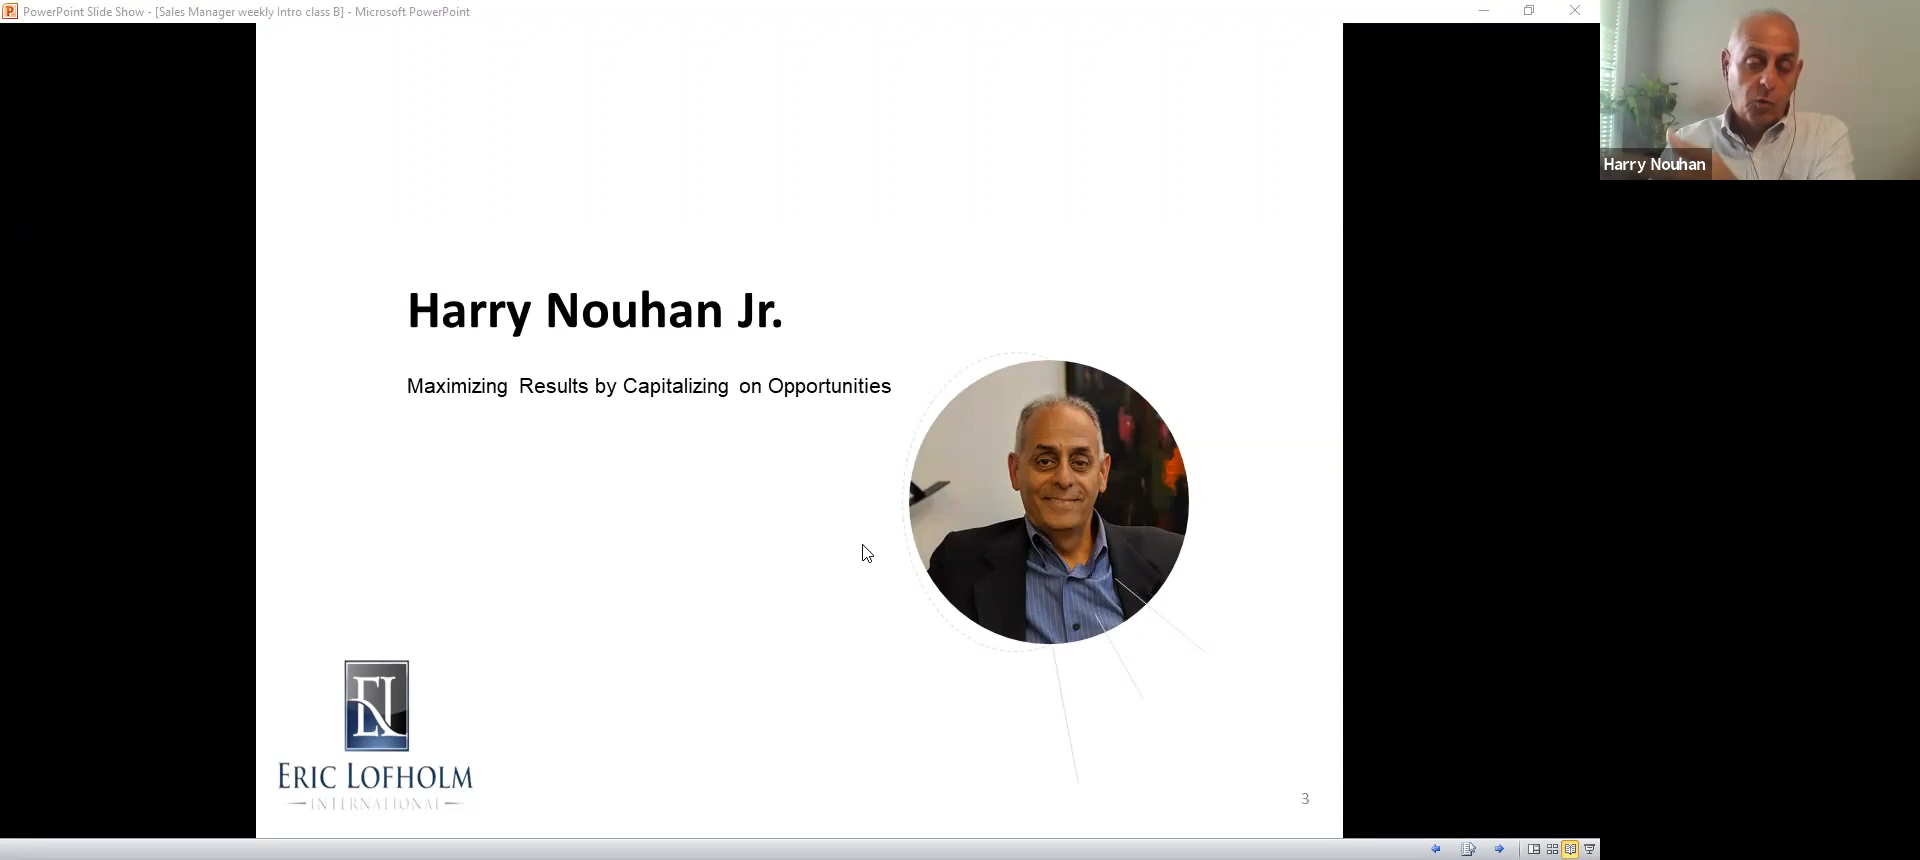 PowerPoint Slide Show - [Sales Manager weekly Intro class B] - Microsoft PowerPoint
Harry Nouhan
Harry Nouhan Jr.
Maximizing Results by Capitalizing on Opportunities
EL
ERIC LOFHOLM
INTERNATIONAL
3